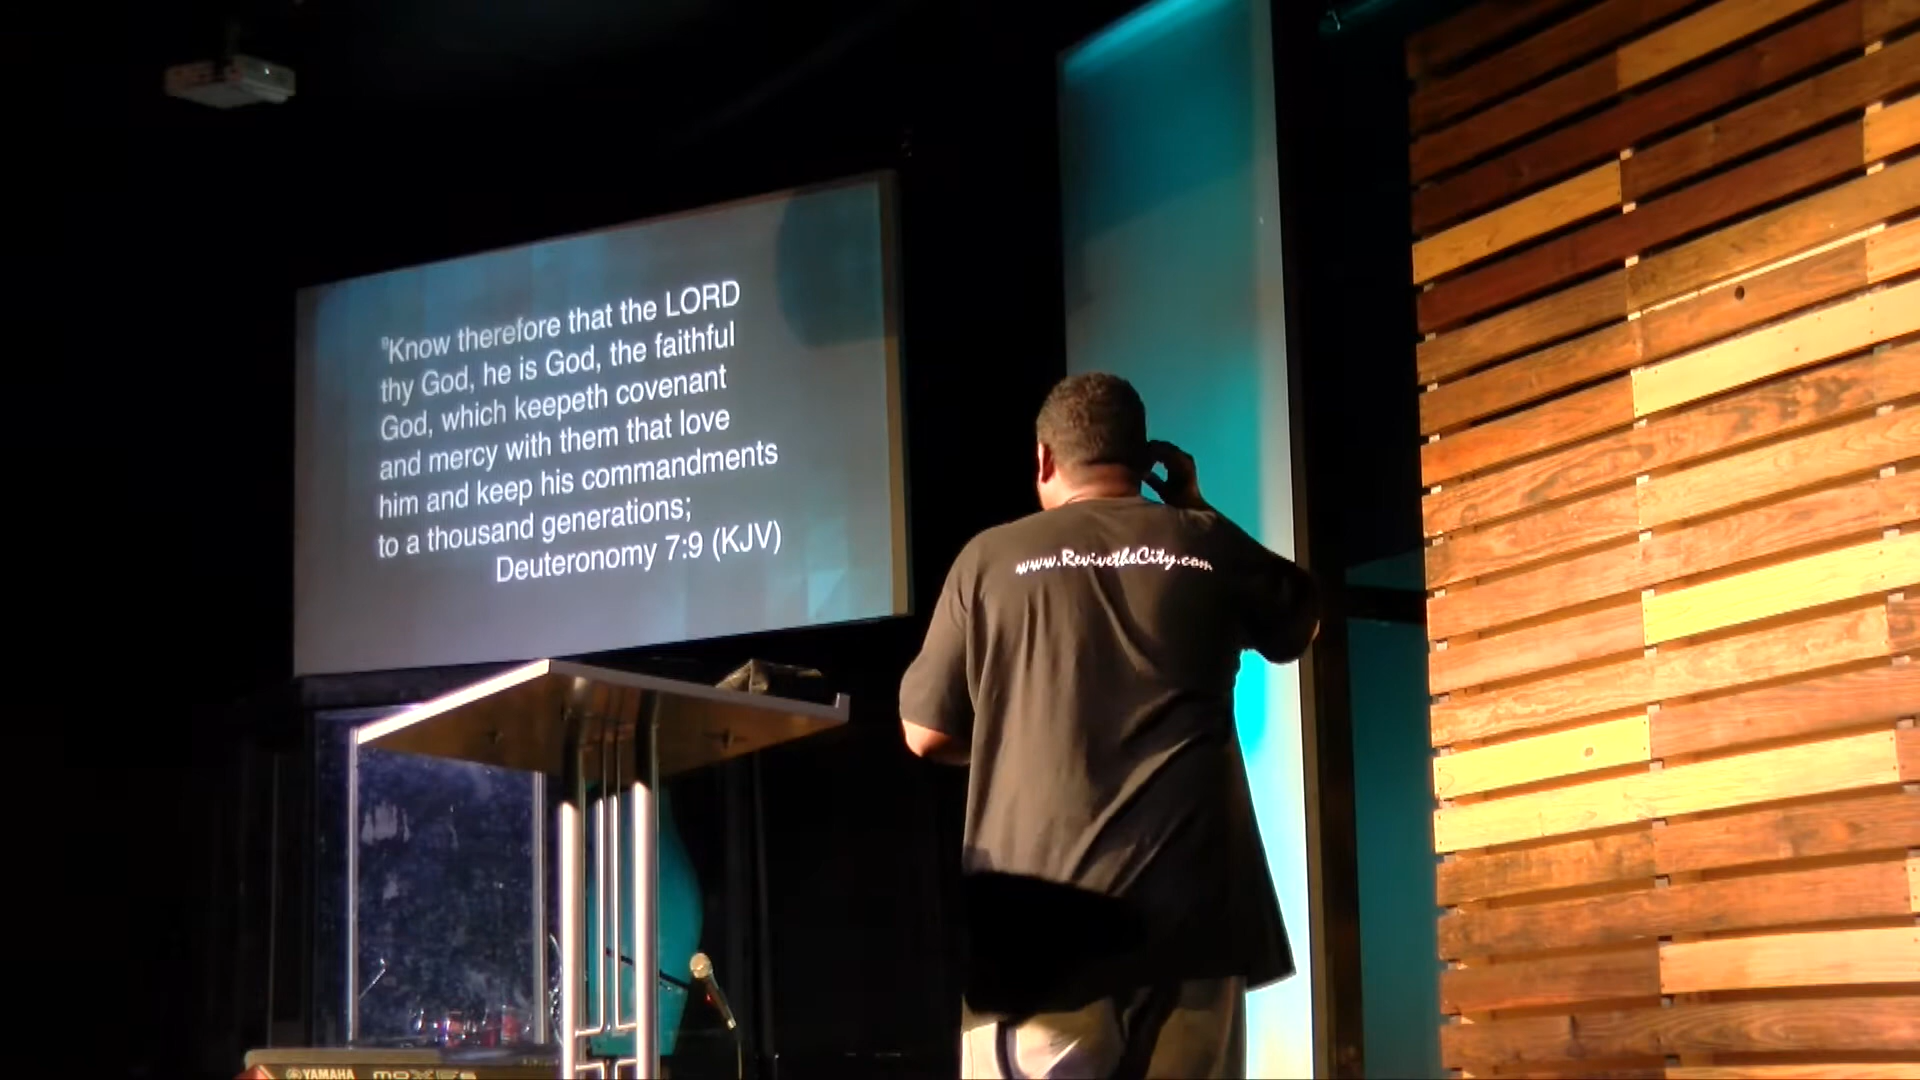 ⁹Know therefore that the LORD
thy God, he is God, the faithful
God, which keepeth covenant
and mercy with them that love
him and keep his commandments
to a thousand generations;
Deuteronomy 7:9 (KJV)
www.RevivetheCity.com
YAMAHA MOXF8